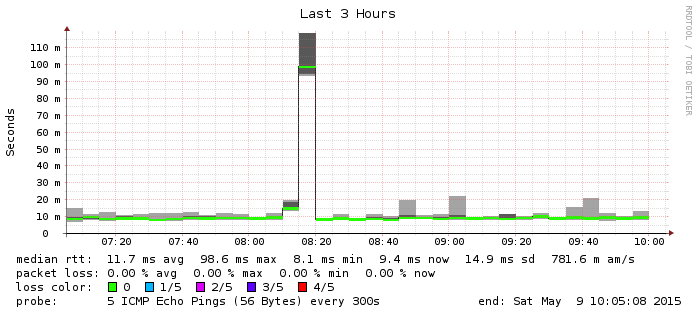 Last 3 Hours
RRDTOOL / TOBI OETIKER
Seconds
110 m
100 m
90 m
80 m
70 m
60 m
50 m
40 m
30 m
20 m
10 m
0
07:20 07:40 08:00 08:20 08:40 09:00 09:20 09:40 10:00
median rtt: 11.7 ms avg 98.6 ms max 8.1 ms min 9.4 ms now 14.9 ms sd 781.6 m am/s
packet loss: 0.00 % avg 0.00 % max 0.00 % min 0.00 % now
loss color: 0 1/5 2/5 3/5 4/5
probe: 5 ICMP Echo Pings (56 Bytes) every 300s end: Sat May 9 10:05:08 2015